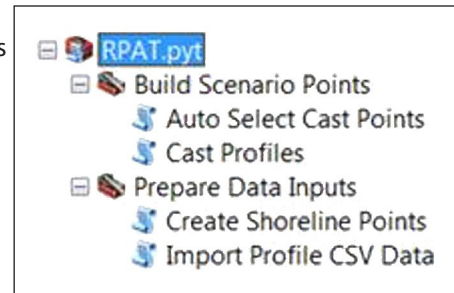 s
RPAT.pyt
Build Scenario Points
Auto Select Cast Points
Cast Profiles
Prepare Data Inputs
Create Shoreline Points
Import Profile CSV Data